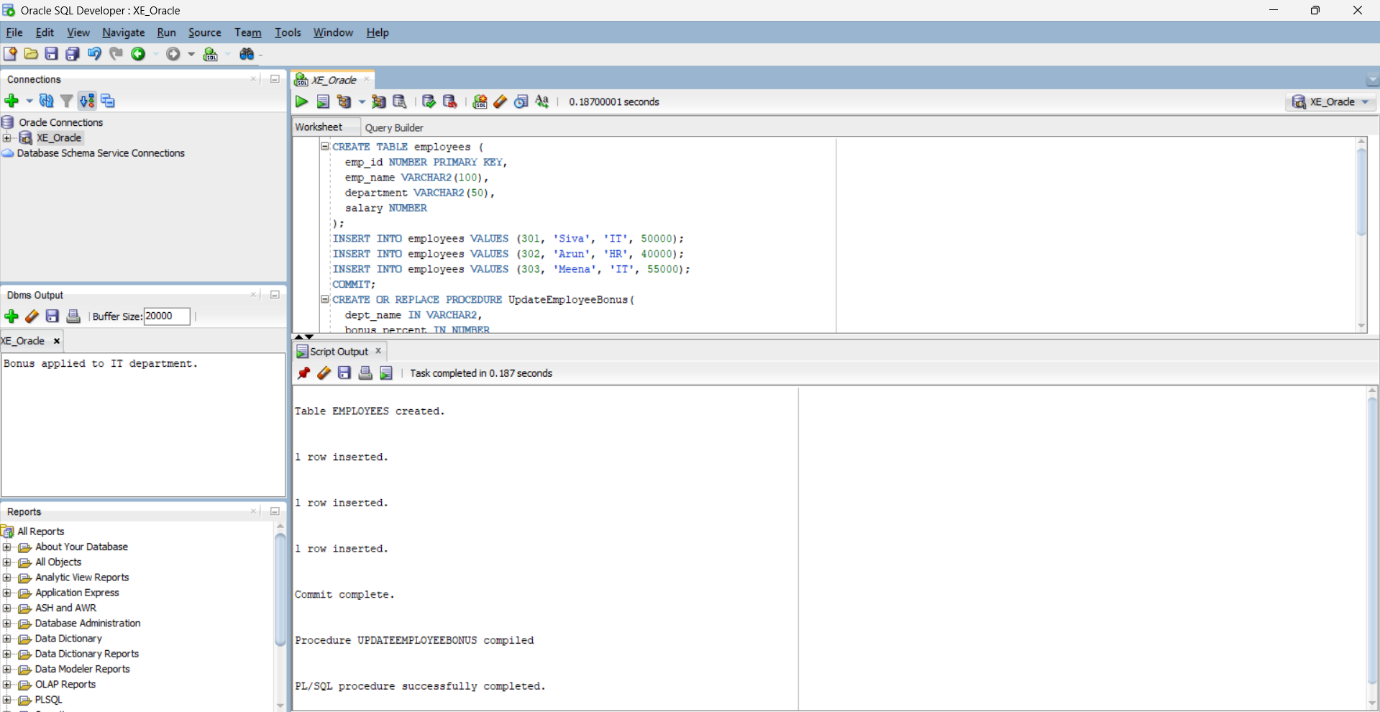 Oracle SQL Developer : XE_Oracle
File Edit View Navigate Run Source Team Tools Window Help
Connections
Oracle Connections
XE_Oracle
Database Schema Service Connections
Dbms Output
Buffer Size: 20000
XE_Oracle
Bonus applied to IT department.
Reports
All Reports
About Your Database
All Objects
Analytic View Reports
Application Express
ASH and AWR
Database Administration
Data Dictionary
Data Dictionary Reports
Data Modeler Reports
OLAP Reports
PLSQL
XE_Oracle
0.18700001 seconds
XE_Oracle
Worksheet Query Builder
CREATE TABLE employees (
emp_id NUMBER PRIMARY KEY,
emp_name VARCHAR2(100),
department VARCHAR2(50),
salary NUMBER
);
INSERT INTO employees VALUES (301, 'Siva', 'IT', 50000);
INSERT INTO employees VALUES (302, 'Arun', 'HR', 40000);
INSERT INTO employees VALUES (303, 'Meena', 'IT', 55000);
COMMIT;
CREATE OR REPLACE PROCEDURE UpdateEmployeeBonus(
dept_name IN VARCHAR2,
bonus_percent IN NUMBER
Script Output
Task completed in 0.187 seconds
Table EMPLOYEES created.
1 row inserted.
1 row inserted.
1 row inserted.
Commit complete.
Procedure UPDATEEMPLOYEEBONUS compiled
PL/SQL procedure successfully completed.